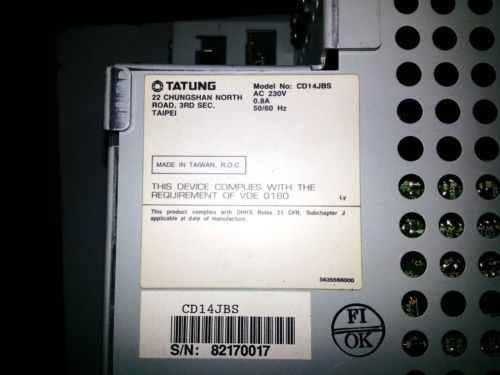 TATUNG
22 CHUNGSHAN NORTH
ROAD, 3RD SEC.
TAIPEI
Model No: CD14JBS
AC 230V
0.8A
50/60 Hz
MADE IN TAIWAN, R.O.C.
THIS DEVICE COMPLIES WITH THE
REQUIREMENT OF VDE 0160
Ly
This product complies with DHHS Rules 21 CFR. Subchapter J
applicable at date of manufacture.
5635586000
CD14JBS
S/N: 82170017
FI
OK